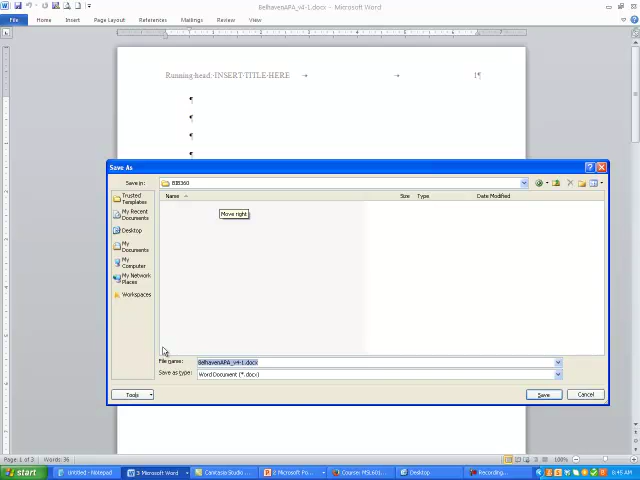 BelhavenAPA_v4-1.docx - Microsoft Word
File Home Insert Page Layout References Mailings Review View
Running head: INSERT TITLE HERE 1¶
¶
¶
¶
¶
Save As
Save in: BIB360
Name Size Type Date Modified
Trusted Templates
My Recent Documents
Desktop
My Documents
My Computer
My Network Places
Workspaces
Move right
File name: BelhavenAPA_v4-1.docx
Save as type: Word Document (*.docx)
Tools Save Cancel
Page: 1 of 3 Words: 36 100%
start Untitled - Notepad 3 Microsoft Word Camtasia Studio ... 2 Microsoft Po... Course: MSL601... Desktop Recording... 8:45 AM